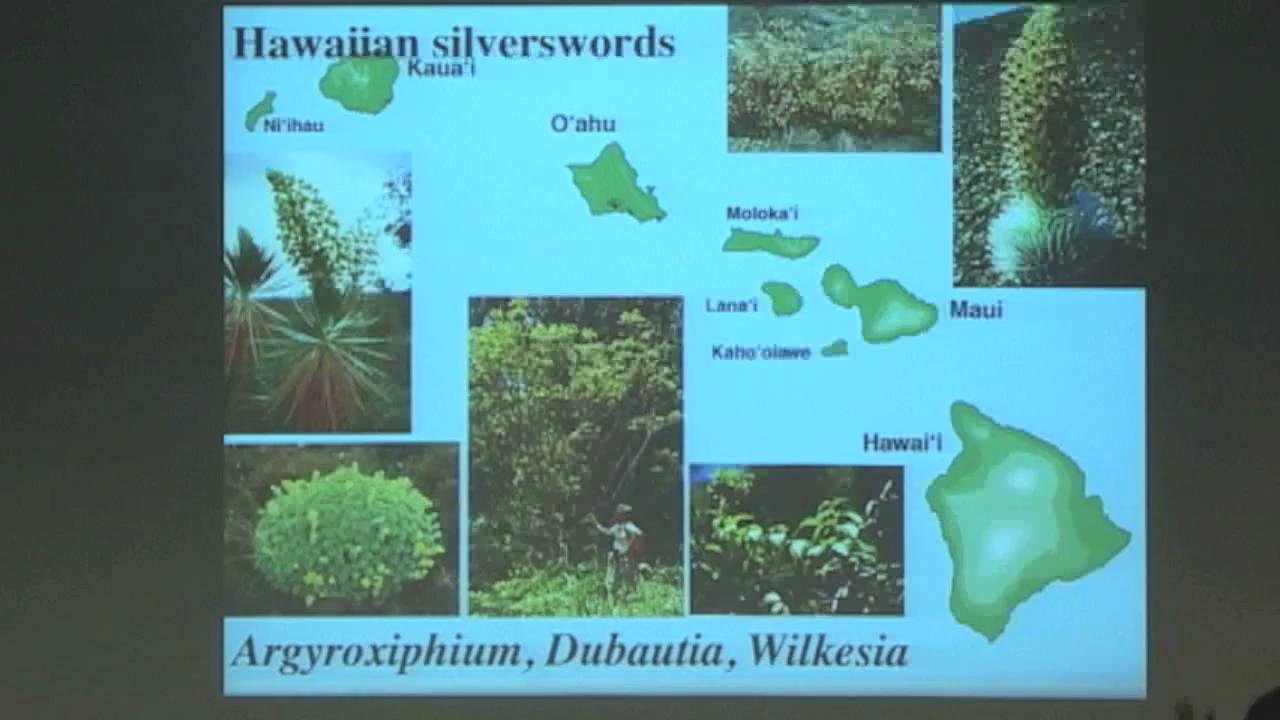 Hawaiian silverswords
Kaua'i
Ni'ihau
O'ahu
Moloka'i
Lana'i
Maui
Kaho'olawe
Hawai'i
Argyroxiphium, Dubautia, Wilkesia